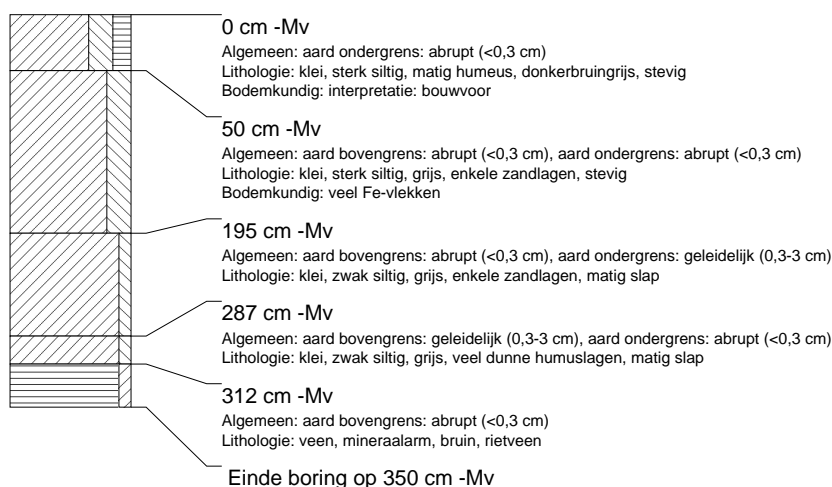 0 cm -Mv
Algemeen: aard ondergrens: abrupt (<0,3 cm)
Lithologie: klei, sterk siltig, matig humeus, donkerbruingrijs, stevig
Bodemkundig: interpretatie: bouwvoor
50 cm -Mv
Algemeen: aard bovengrens: abrupt (<0,3 cm), aard ondergrens: abrupt (<0,3 cm)
Lithologie: klei, sterk siltig, grijs, enkele zandlagen, stevig
Bodemkundig: veel Fe-vlekken
195 cm -Mv
Algemeen: aard bovengrens: abrupt (<0,3 cm), aard ondergrens: geleidelijk (0,3-3 cm)
Lithologie: klei, zwak siltig, grijs, enkele zandlagen, matig slap
287 cm -Mv
Algemeen: aard bovengrens: geleidelijk (0,3-3 cm), aard ondergrens: abrupt (<0,3 cm)
Lithologie: klei, zwak siltig, grijs, veel dunne humuslagen, matig slap
312 cm -Mv
Algemeen: aard bovengrens: abrupt (<0,3 cm)
Lithologie: veen, mineraalarm, bruin, rietveen
Einde boring op 350 cm -Mv